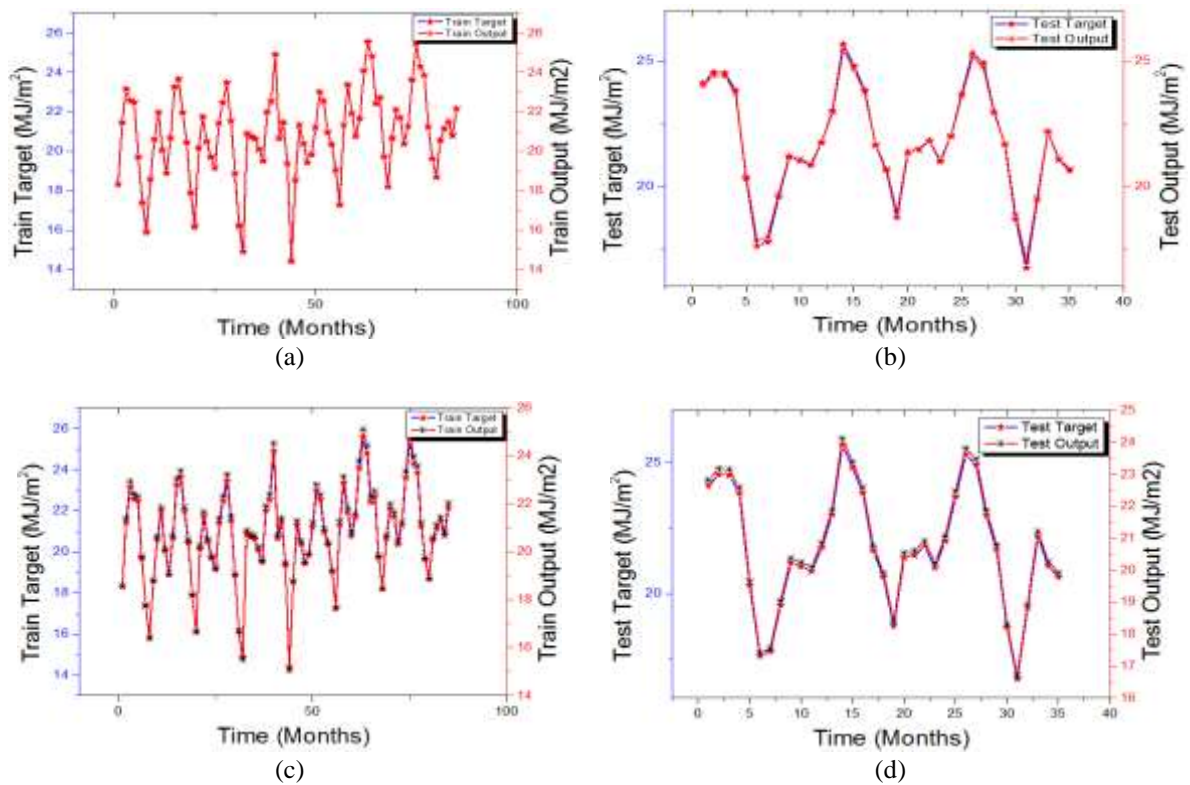 Train Target
Train Output
Train Target (MJ/m²)
26
24
22
20
18
16
14
26
24
22
20
18
16
14
Train Output (MJ/m2)
0
50
100
Time (Months)
(a)
Test Target
Test Output
Test Target (MJ/m²)
25
20
25
20
Test Output (MJ/m²)
0
5
10
15
20
25
30
35
40
Time (Months)
(b)
Train Target
Train Output
Train Target (MJ/m²)
26
24
22
20
18
16
14
26
24
22
20
18
16
14
Train Output (MJ/m2)
0
50
100
Time (Months)
(c)
Test Target
Test Output
Test Target (MJ/m²)
25
20
25
24
23
22
21
20
19
18
17
16
Test Output (MJ/m2)
0
5
10
15
20
25
30
35
40
Time (Months)
(d)